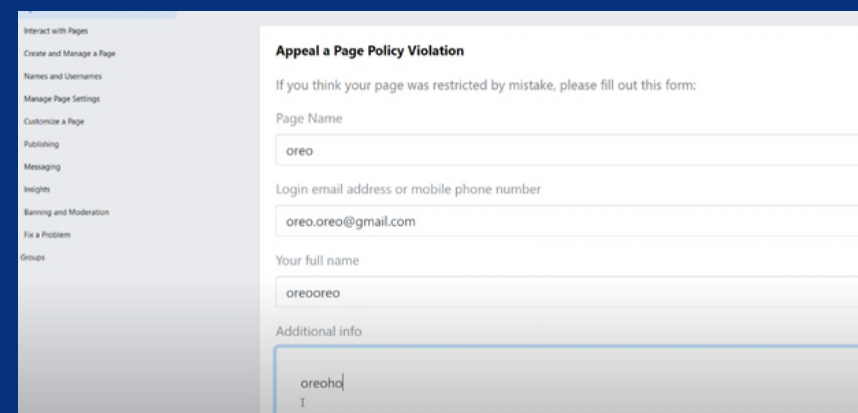 Interact with Pages
Create and Manage a Page
Names and Usernames
Manage Page Settings
Customize a Page
Publishing
Messaging
Insights
Banning and Moderation
Fix a Problem
Groups
Appeal a Page Policy Violation
If you think your page was restricted by mistake, please fill out this form:
Page Name
oreo
Login email address or mobile phone number
oreo.oreo@gmail.com
Your full name
oreooreo
Additional info
oreoho